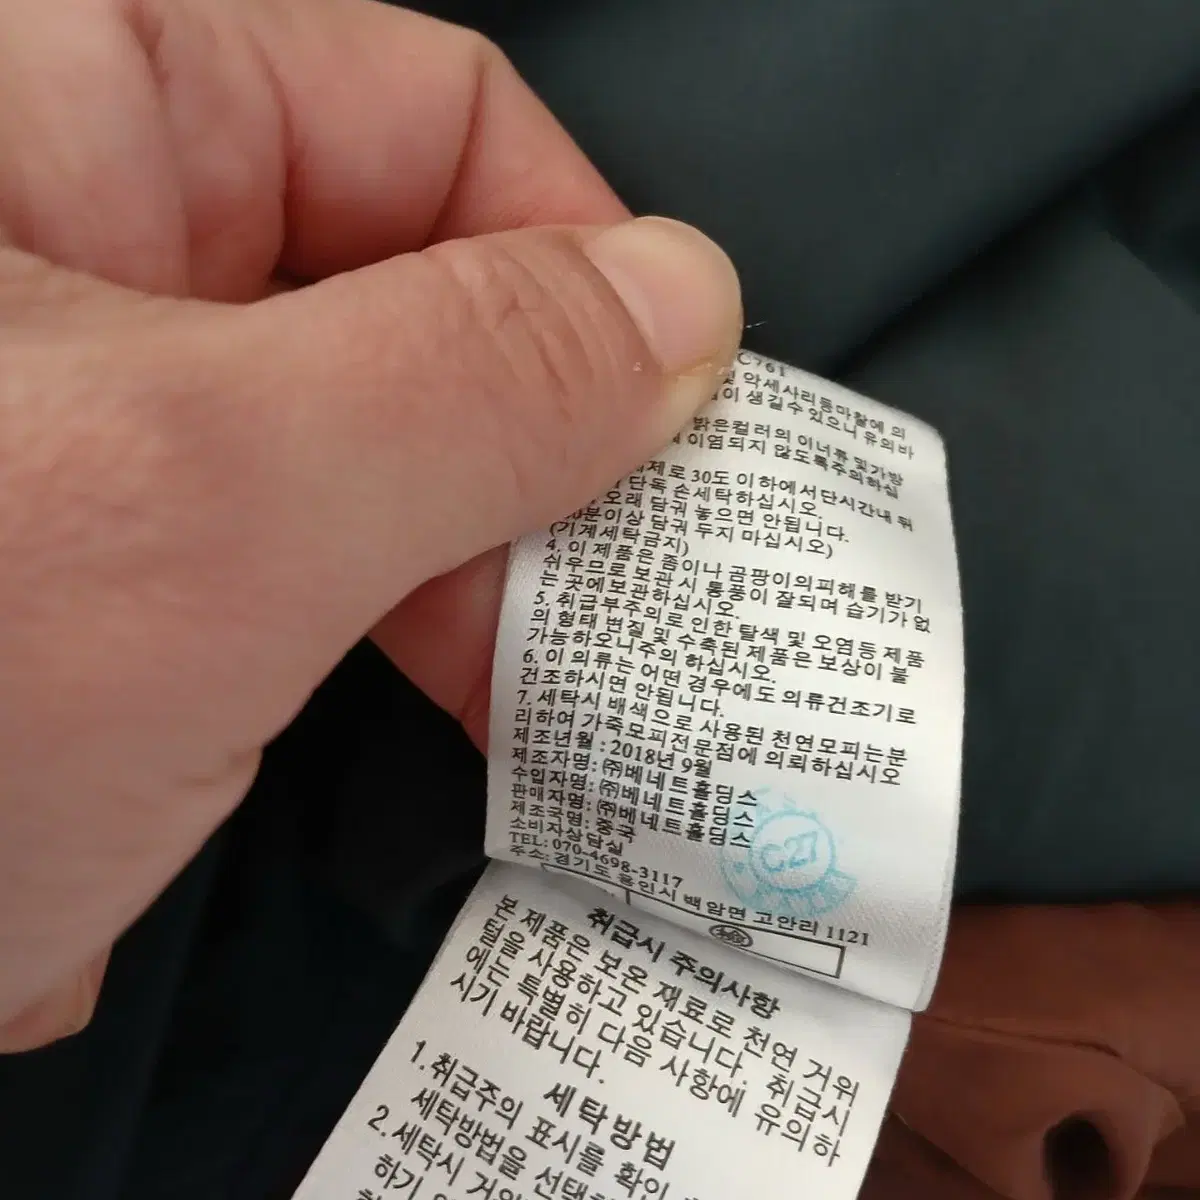 C761
및 악세사리등마찰에 의
이 생길수있으니 유의바
밝은컬러의 이너류 및가방
이염되지 않도록주의하십
제로 30도 이하에서단시간내 뒤
단독 손세탁하십시오.
오래 담궈 놓으면 안됩니다.
30분이상 담궈 두지 마십시오)
(기계세탁금지)
4. 이 제품은 좀이나 곰팡이의피해를 받기
쉬우므로 보관 시 통풍이 잘되며 습기가 없
는 곳에보관하십시오.
5. 취급부주의로 인한 탈색 및 오염등 제품
의 형태 변질 및 수축된 제품은 보상이 불
가능하오니주의 하십시오.
6. 이 의류는 어떤 경우에도 의류건조기로
건조하시면 안됩니다.
7. 세탁시 배색으로 사용된 천연모피는분
리하여 가죽모피전문점에 의뢰하십시오
제조년월 : 2018년 9월
제조자명: ㈜베네트홀딩스
수입자명: ㈜베네트홀딩스
판매자명: ㈜베네트홀딩스
제조국명: 중국
소비자상담실
TEL: 070-4698-3117
주소: 경기도 용인시 백암면 고안리 1121
C27
취급시 주의사항
본 제품은 보온 재료로 천연 거위
털을 사용하고 있습니다. 취급시
에는 특별히 다음 사항에 유의하
시기 바랍니다.
세탁방법
1. 취급주의 표시를 확인
세탁방법을 선택
2. 세탁시 거위
하기